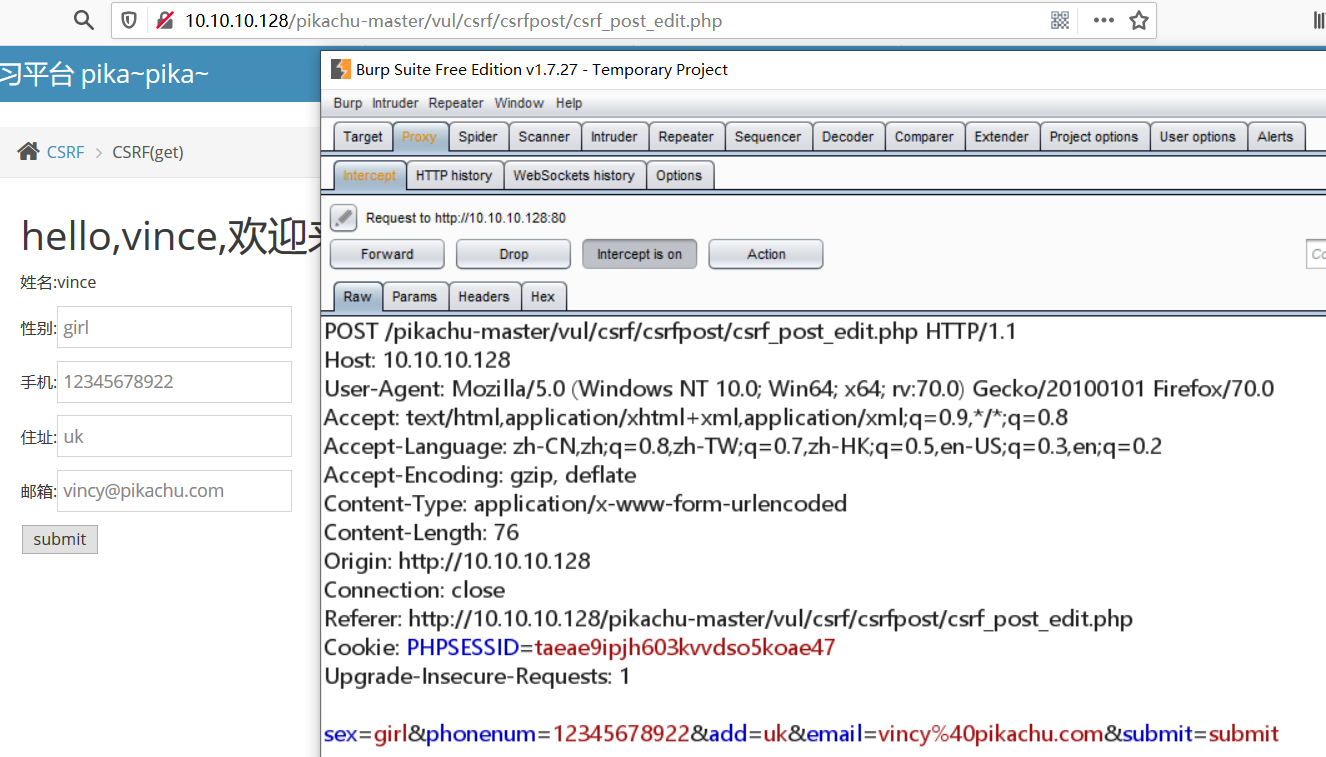 10.10.10.128/pikachu-master/vul/csrf/csrfpost/csrf_post_edit.php
习平台 pika~pika~
CSRF > CSRF(get)
hello,vince,欢迎
姓名:vince
性别: girl
手机: 12345678922
住址: uk
邮箱: vincy@pikachu.com
submit
Burp Suite Free Edition v1.7.27 - Temporary Project
Burp Intruder Repeater Window Help
Target Proxy Spider Scanner Intruder Repeater Sequencer Decoder Comparer Extender Project options User options Alerts
Intercept HTTP history WebSockets history Options
Request to http://10.10.10.128:80
Forward Drop Intercept is on Action
Raw Params Headers Hex
POST /pikachu-master/vul/csrf/csrfpost/csrf_post_edit.php HTTP/1.1
Host: 10.10.10.128
User-Agent: Mozilla/5.0 (Windows NT 10.0; Win64; x64; rv:70.0) Gecko/20100101 Firefox/70.0
Accept: text/html,application/xhtml+xml,application/xml;q=0.9,*/*;q=0.8
Accept-Language: zh-CN,zh;q=0.8,zh-TW;q=0.7,zh-HK;q=0.5,en-US;q=0.3,en;q=0.2
Accept-Encoding: gzip, deflate
Content-Type: application/x-www-form-urlencoded
Content-Length: 76
Origin: http://10.10.10.128
Connection: close
Referer: http://10.10.10.128/pikachu-master/vul/csrf/csrfpost/csrf_post_edit.php
Cookie: PHPSESSID=taeae9ipjh603kvvdso5koae47
Upgrade-Insecure-Requests: 1
sex=girl&phonenum=12345678922&add=uk&email=vincy%40pikachu.com&submit=submit